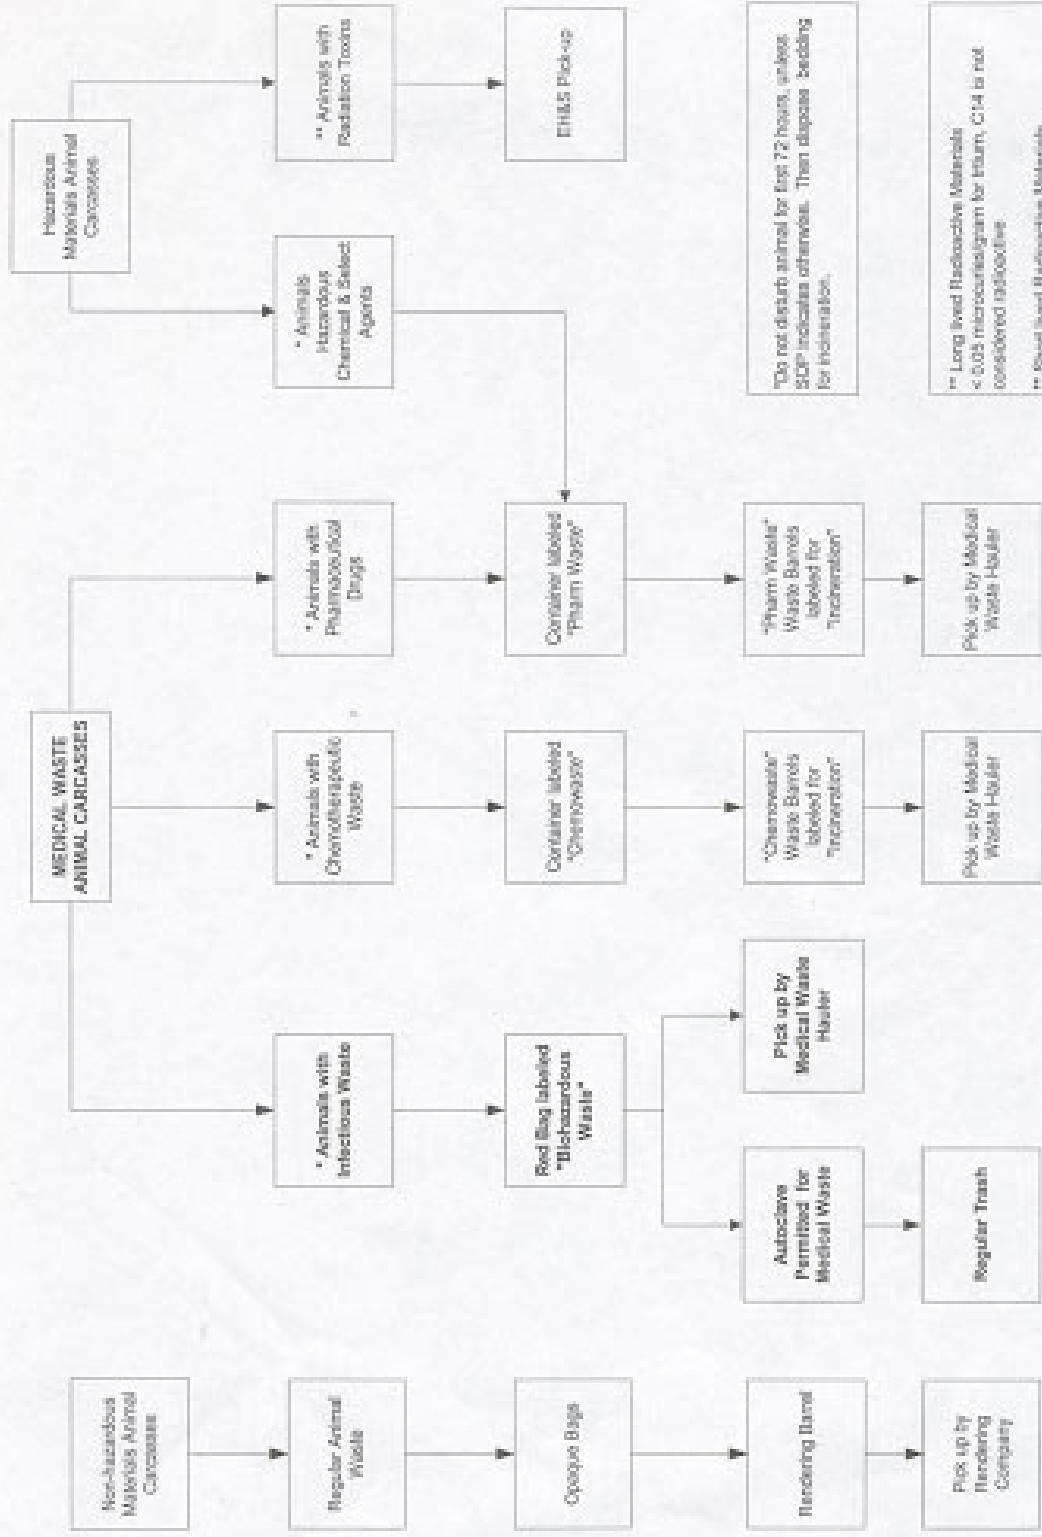 Non-hazardous
Materials Animal
Carcasses
MEDICAL WASTE
ANIMAL CARCASSES
Hazardous
Materials Animal
Carcasses
Regular Animal
Waste
* Animals with
Infectious Waste
* Animals with
Chemotherapeutic
Waste
* Animals with
Pharmaceutical
Drugs
* Animals
Hazardous
Chemical & Select
Agents
** Animals with
Radiation Toxins
Opaque Bags
Red Bag labeled
"Biohazardous
Waste"
Container labeled
"Chemowaste"
Container labeled
"Pharm Waste"
EH&S Pick-up
Rendering Barrel
Autoclave
Permitted for
Medical Waste
Pick up by
Medical Waste
Hauler
"Chemowaste"
Waste Barrels
labeled for
"Incineration"
"Pharm Waste"
Waste Barrels
labeled for
"Incineration"
*Do not disturb animal for first 72 hours, unless
SOP indicates otherwise. Then dispose bedding
for incineration.
Pick up by
Rendering
Company
Regular Trash
Pick up by Medical
Waste Hauler
Pick up by Medical
Waste Hauler
** Long lived Radioactive Materials
< 0.05 microcuries/gram for tritium, C14 is not
considered radioactive
** Short lived Radioactive Materials